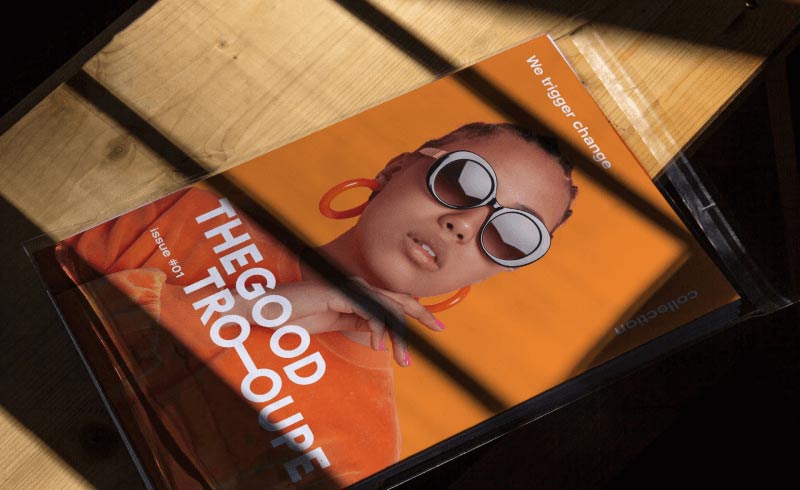 We trigger change
THEGOOD
TRO—OUPE
issue #01
collection